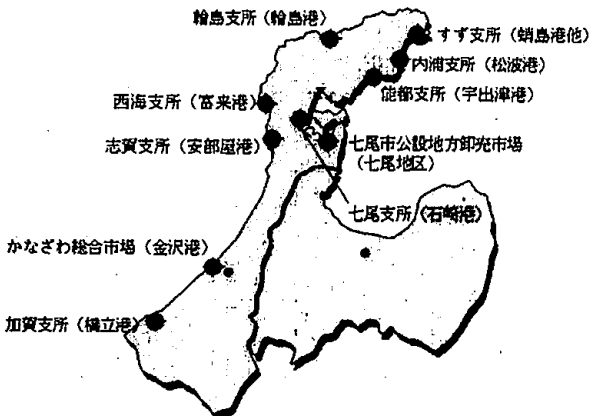 輪島支所（輪島港）
すず支所（蛸島港他）
内浦支所（松波港）
能都支所（宇出津港）
西海支所（富来港）
志賀支所（安部屋港）
七尾市公設地方卸売市場
（七尾地区）
七尾支所（石崎港）
かなざわ総合市場（金沢港）
加賀支所（橋立港）